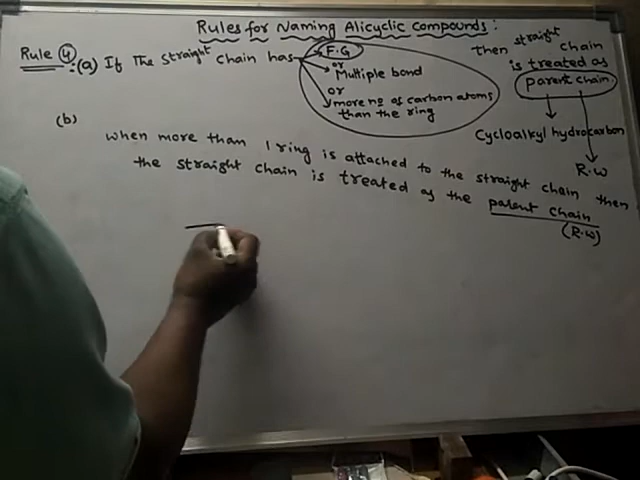 Rules for Naming Alicyclic Compounds:
Rule 4: (a) If The straight chain has F.G
or
Multiple bond
or
more no of carbon atoms
than the ring
then straight chain
is treated as
parent chain
Cycloalkyl hydrocarbon
R.W
(b)
when more than 1 ring is attached to the straight chain then
the straight chain is treated as the parent chain
(R.W)